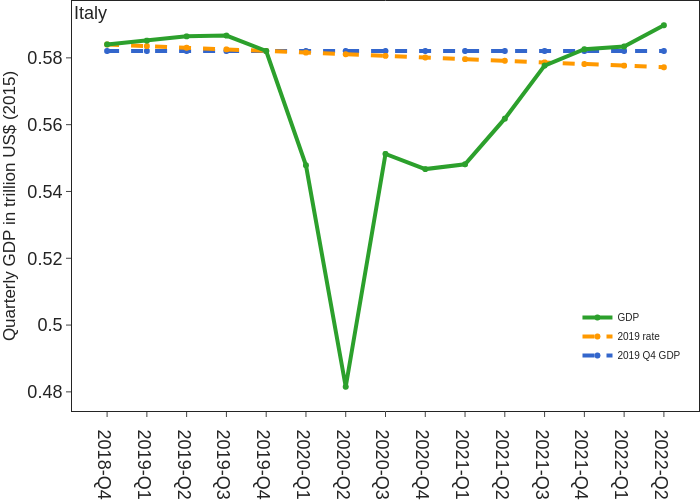 Italy
Quarterly GDP in trillion US$ (2015)
0.58
0.56
0.54
0.52
0.5
0.48
GDP
2019 rate
2019 Q4 GDP
2018-Q4
2019-Q1
2019-Q2
2019-Q3
2019-Q4
2020-Q1
2020-Q2
2020-Q3
2020-Q4
2021-Q1
2021-Q2
2021-Q3
2021-Q4
2022-Q1
2022-Q2